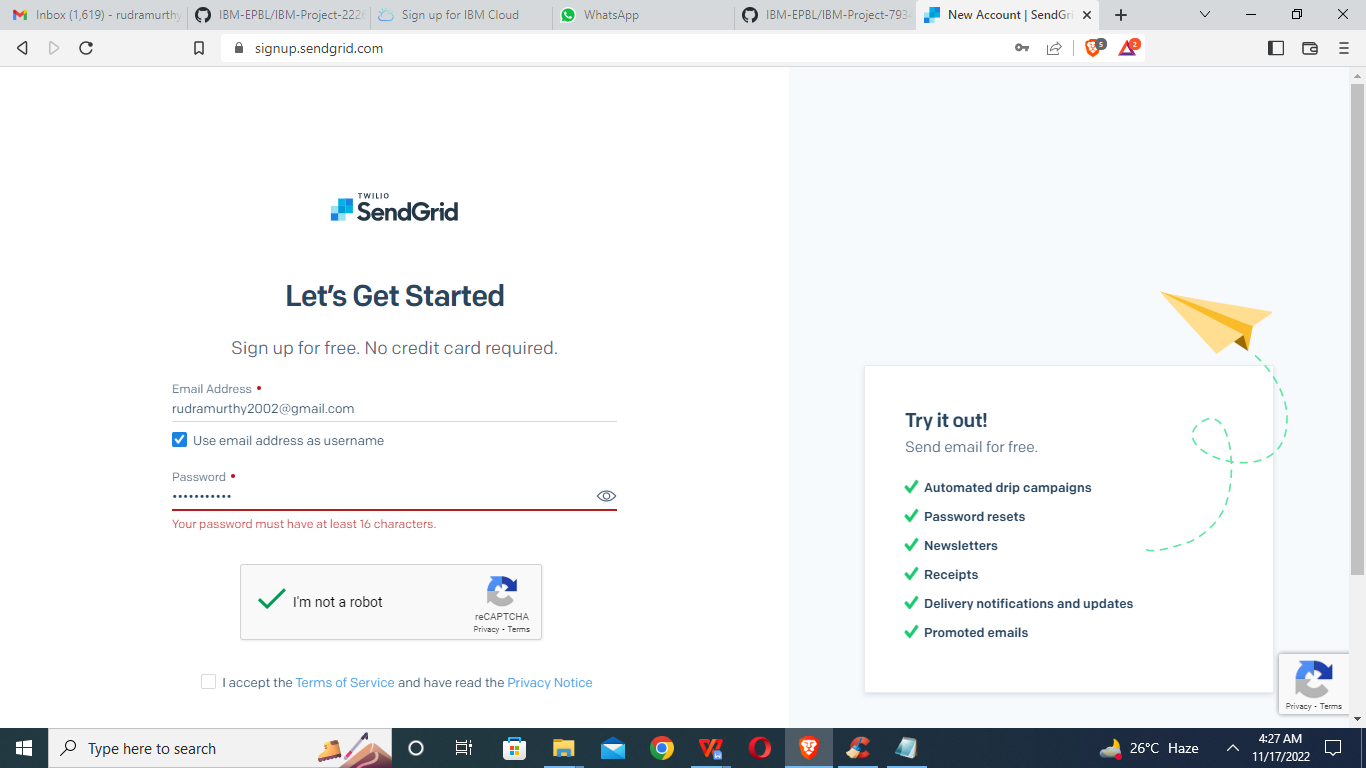 Inbox (1,619) - rudramurthy
IBM-EPBL/IBM-Project-2226
Sign up for IBM Cloud
WhatsApp
IBM-EPBL/IBM-Project-793
New Account | SendGri
signup.sendgrid.com
5
2
TWILIO
SendGrid
Let's Get Started
Sign up for free. No credit card required.
Email Address •
rudramurthy2002@gmail.com
Use email address as username
Password •
•••••••••••
Your password must have at least 16 characters.
I'm not a robot
reCAPTCHA
Privacy - Terms
I accept the Terms of Service and have read the Privacy Notice
Try it out!
Send email for free.
Automated drip campaigns
Password resets
Newsletters
Receipts
Delivery notifications and updates
Promoted emails
Privacy - Terms
Type here to search
26°C Haze
4:27 AM
11/17/2022